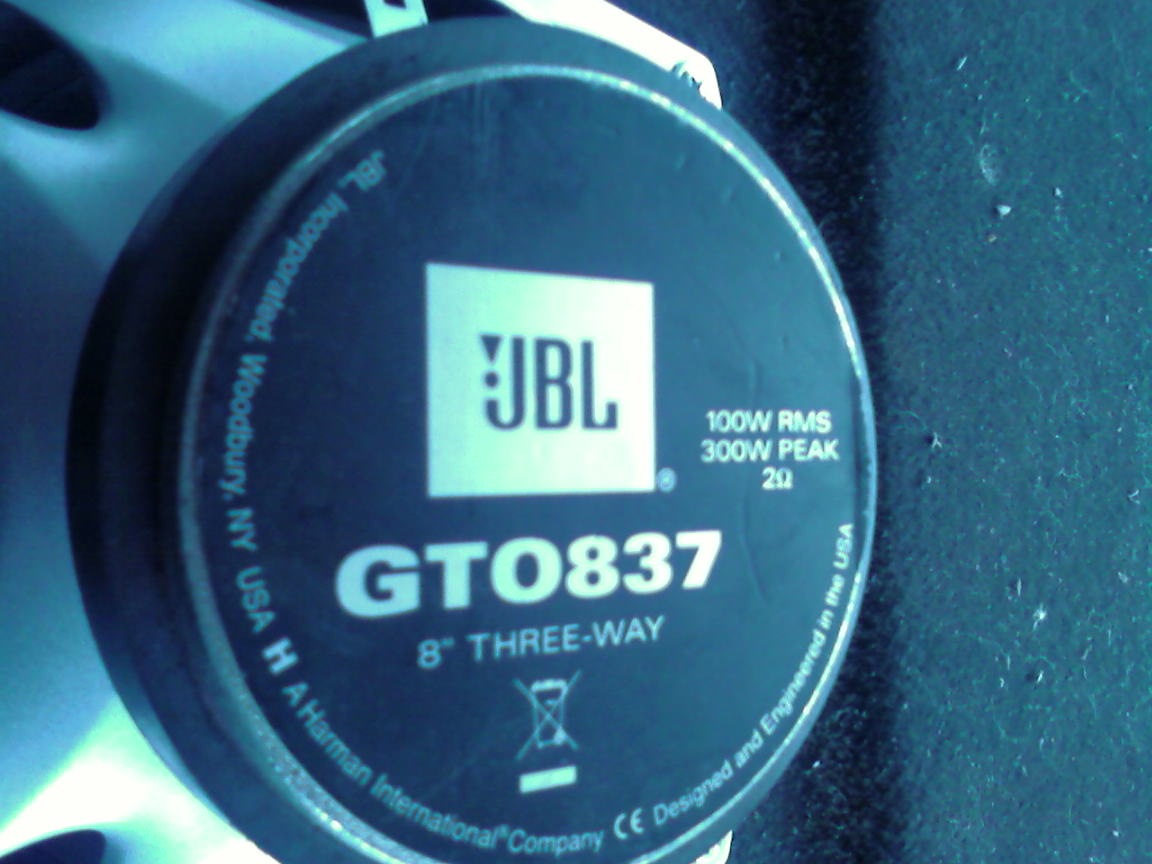 JBL®
100W RMS
300W PEAK
2Ω
GTO837
8" THREE-WAY
JBL, Incorporated, Woodbury, NY USA H A Harman International® Company CE Designed and Engineered in the USA